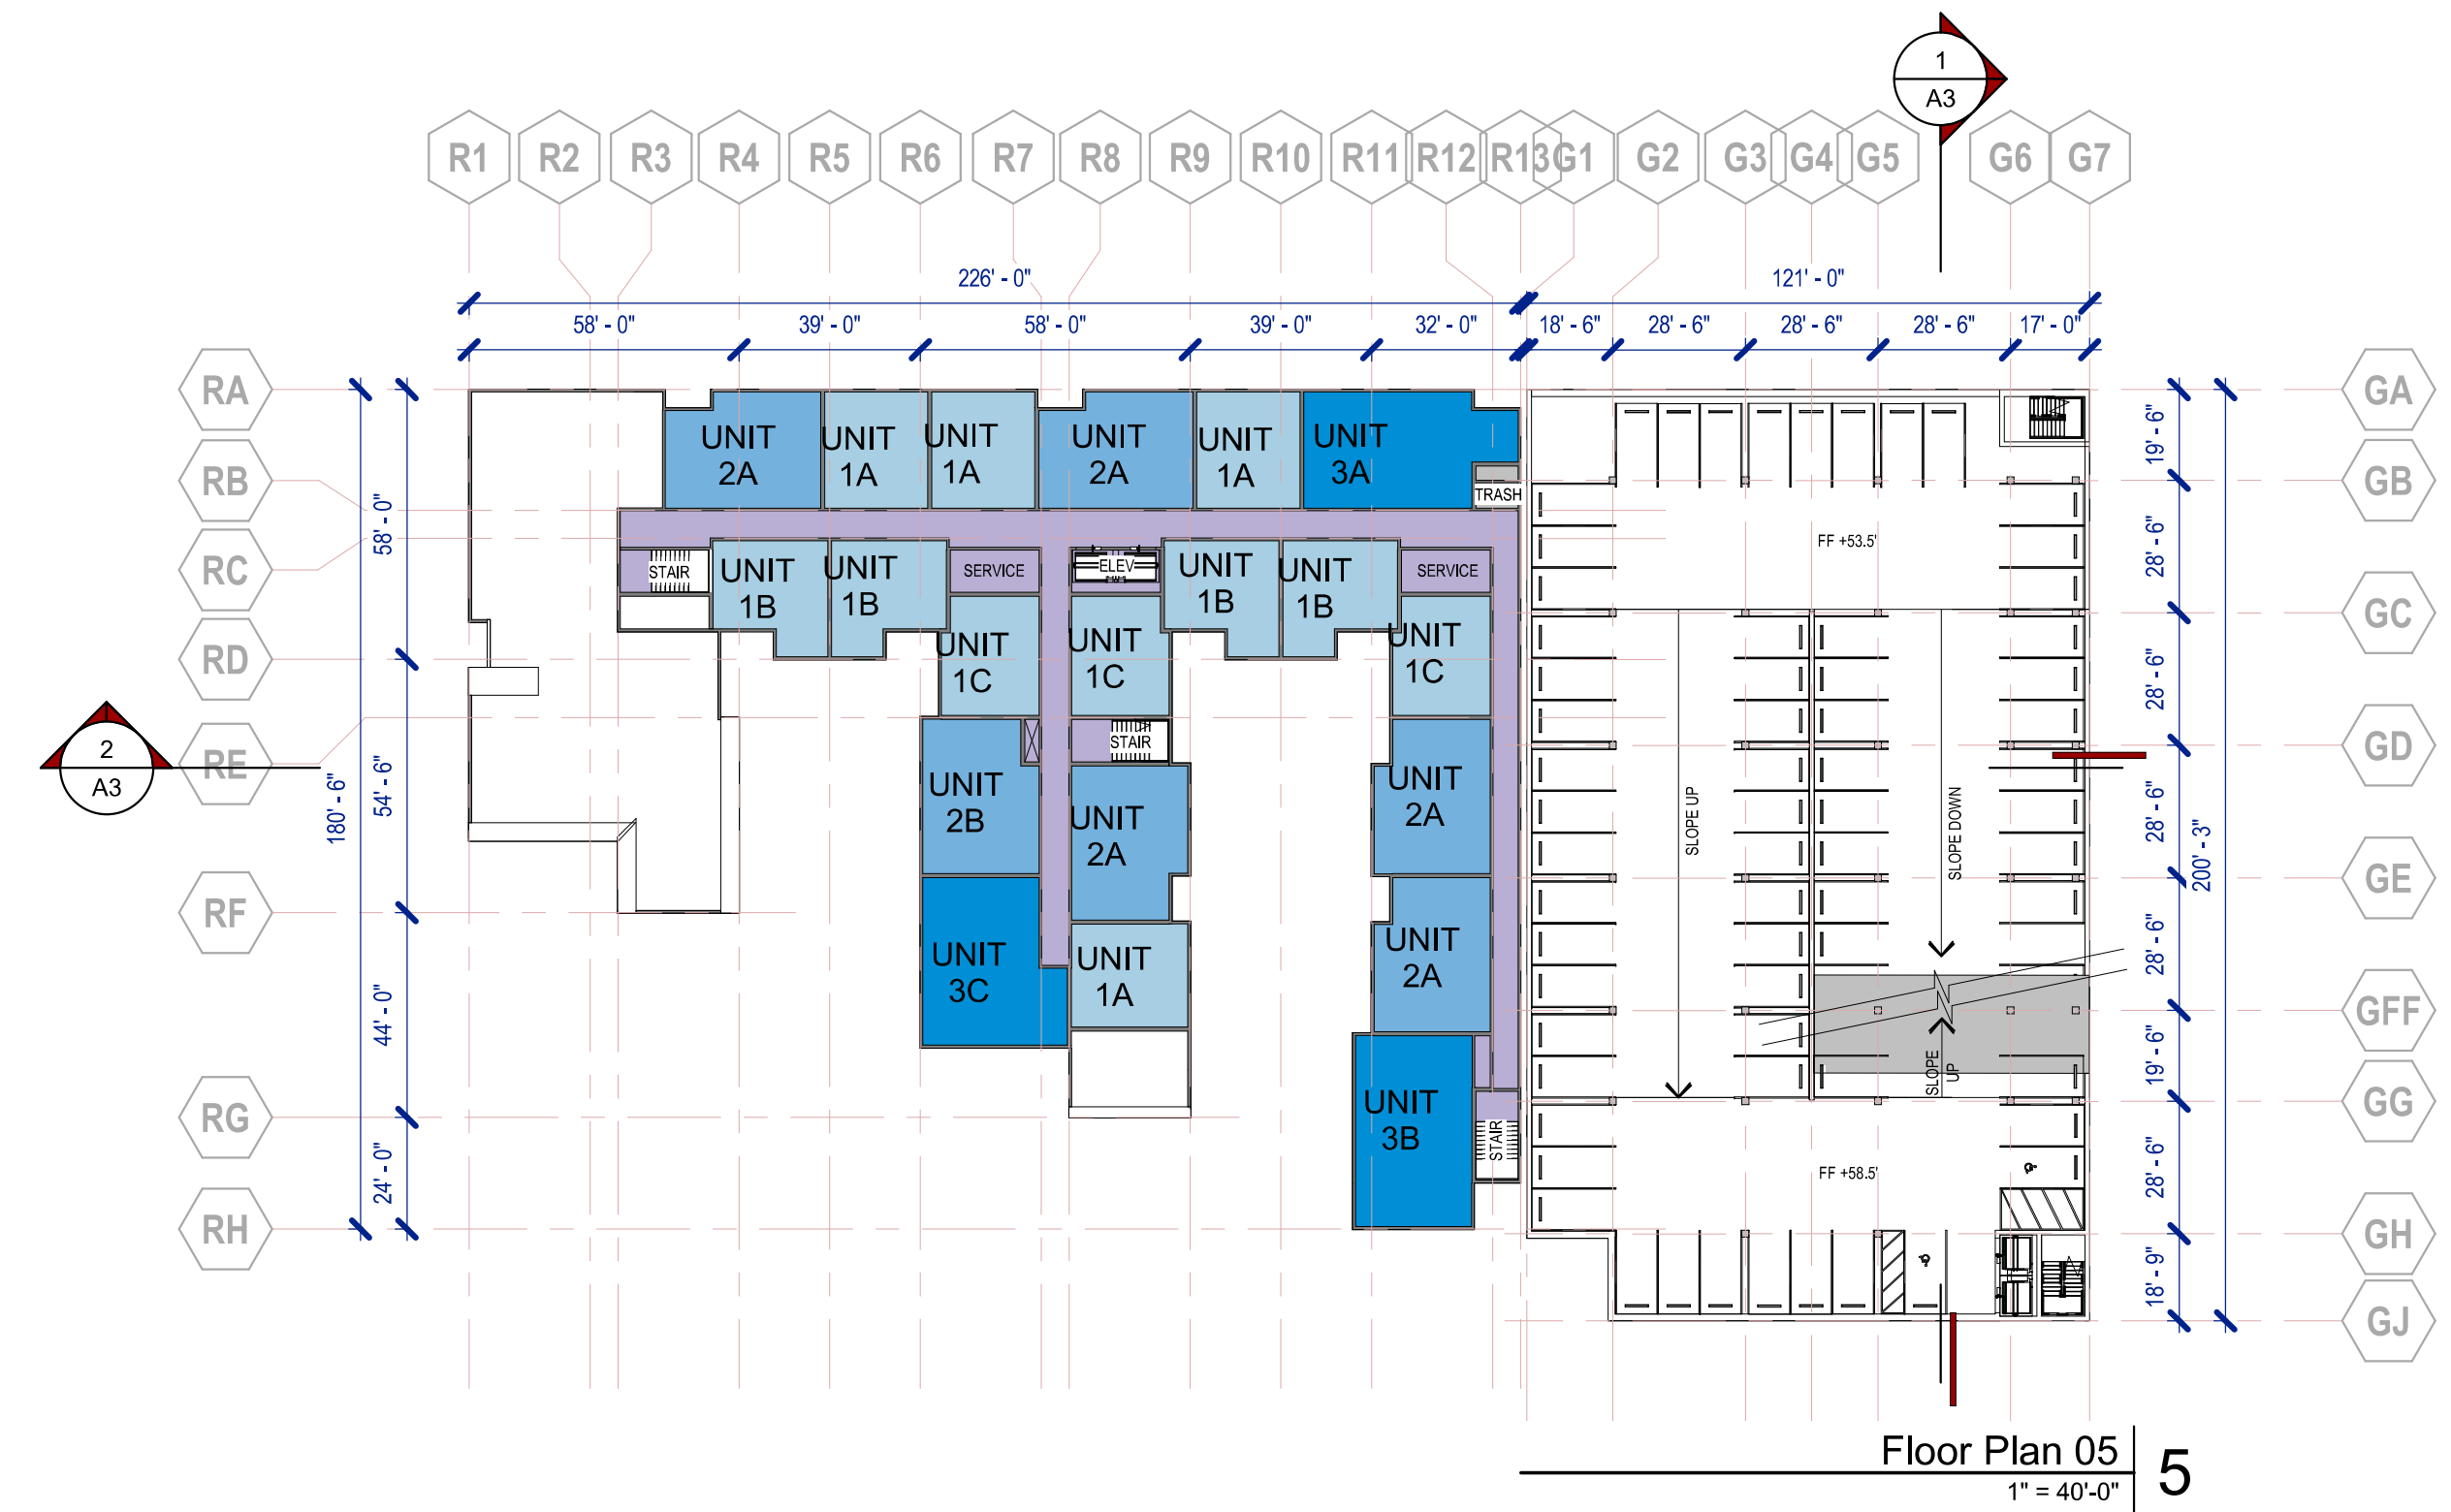 1
A3
R1 R2 R3 R4 R5 R6 R7 R8 R9 R10 R11 R12 R13 G1 G2 G3 G4 G5 G6 G7
226' - 0" 121' - 0"
58' - 0" 39' - 0" 58' - 0" 39' - 0" 32' - 0" 18' - 6" 28' - 6" 28' - 6" 28' - 6" 17' - 0"
RA
RB
RC
RD
RE
RF
RG
RH
2
A3
180' - 6"
58' - 0"
54' - 6"
44' - 0"
24' - 0"
UNIT
2A
UNIT
1A
UNIT
1A
UNIT
2A
UNIT
1A
UNIT
3A
TRASH
STAIR
UNIT
1B
UNIT
1B
SERVICE
ELEV
UNIT
1B
UNIT
1B
SERVICE
UNIT
1C
UNIT
1C
UNIT
1C
STAIR
UNIT
2B
UNIT
2A
UNIT
2A
UNIT
3C
UNIT
1A
UNIT
2A
UNIT
3B
STAIR
FF +53.5'
SLOPE UP
SLOPE DOWN
SLOPE
UP
FF +58.5'
19' - 6"
28' - 6"
28' - 6"
28' - 6"
28' - 6"
19' - 6"
28' - 6"
18' - 9"
200' - 3"
GA
GB
GC
GD
GE
GFF
GG
GH
GJ
Floor Plan 05
1" = 40'-0"
5